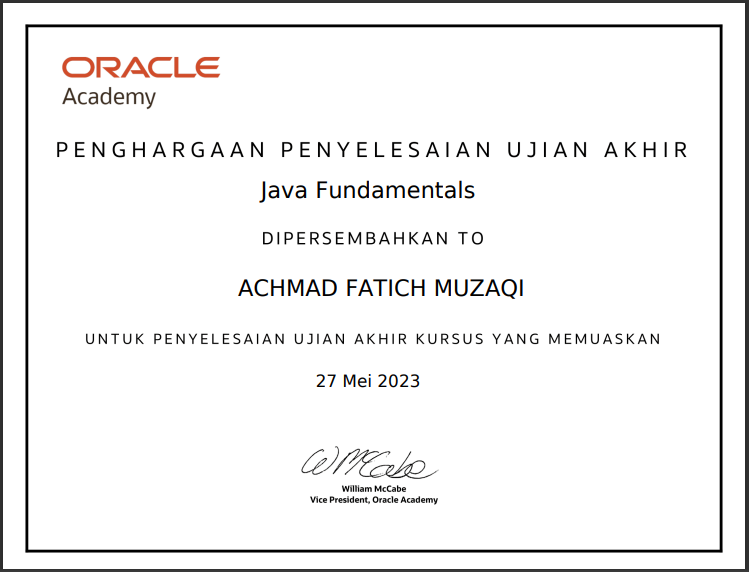 ORACLE
Academy
PENGHARGAAN PENYELESAIAN UJIAN AKHIR
Java Fundamentals
DIPERSEMBAHKAN TO
ACHMAD FATICH MUZAQI
UNTUK PENYELESAIAN UJIAN AKHIR KURSUS YANG MEMUASKAN
27 Mei 2023
WMcCabe
William McCabe
Vice President, Oracle Academy